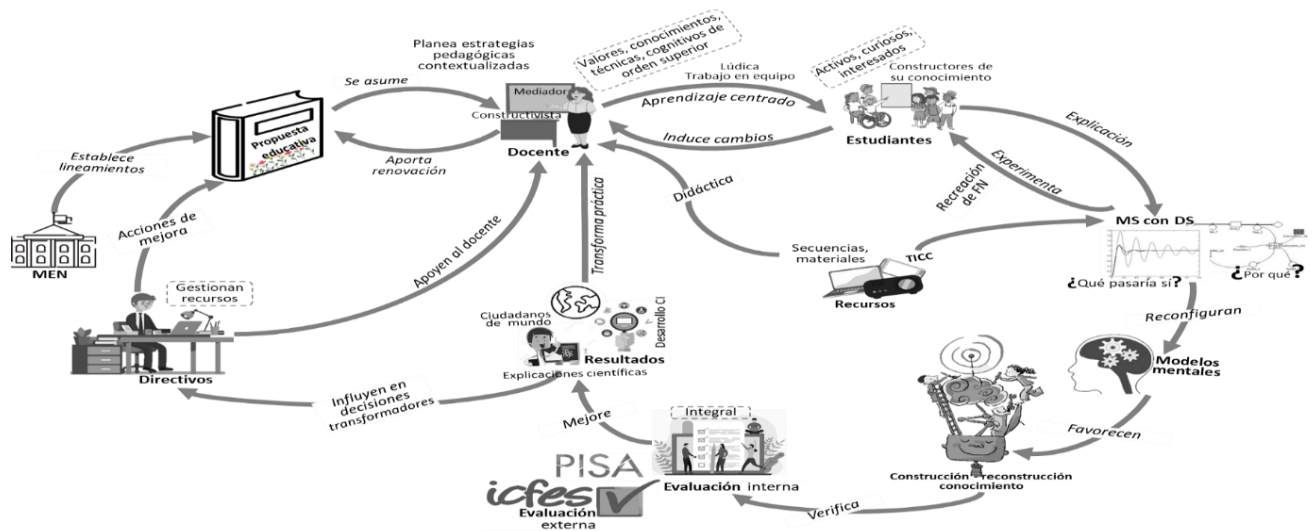 Planea estrategias
pedagógicas
contextualizadas
Valores, conocimientos,
técnicas, cognitivos de
orden superior
Lúdica
Trabajo en equipo
Activos, curiosos,
interesados
Constructores de
su conocimiento
Se asume
Mediador
Constructivista
Docente
Aprendizaje centrado
Induce cambios
Estudiantes
Explicación
Experimenta
Recreación
de FN
Propuesta
educativa
Aporta
renovación
Establece
lineamientos
MEN
Acciones de
mejora
Gestionan
recursos
Directivos
Apoyen al docente
Transforma práctica
Didáctica
Secuencias,
materiales
TICC
Recursos
MS con DS
¿Qué pasaría sí?
¿Por qué?
Reconfiguran
Modelos
mentales
Favorecen
Construcción - reconstrucción
conocimiento
Verifica
Integral
Evaluación interna
PISA
icfes
Evaluación
externa
Mejore
Ciudadanos
de mundo
Desarrollo CI
Resultados
Explicaciones científicas
Influyen en
decisiones
transformadores